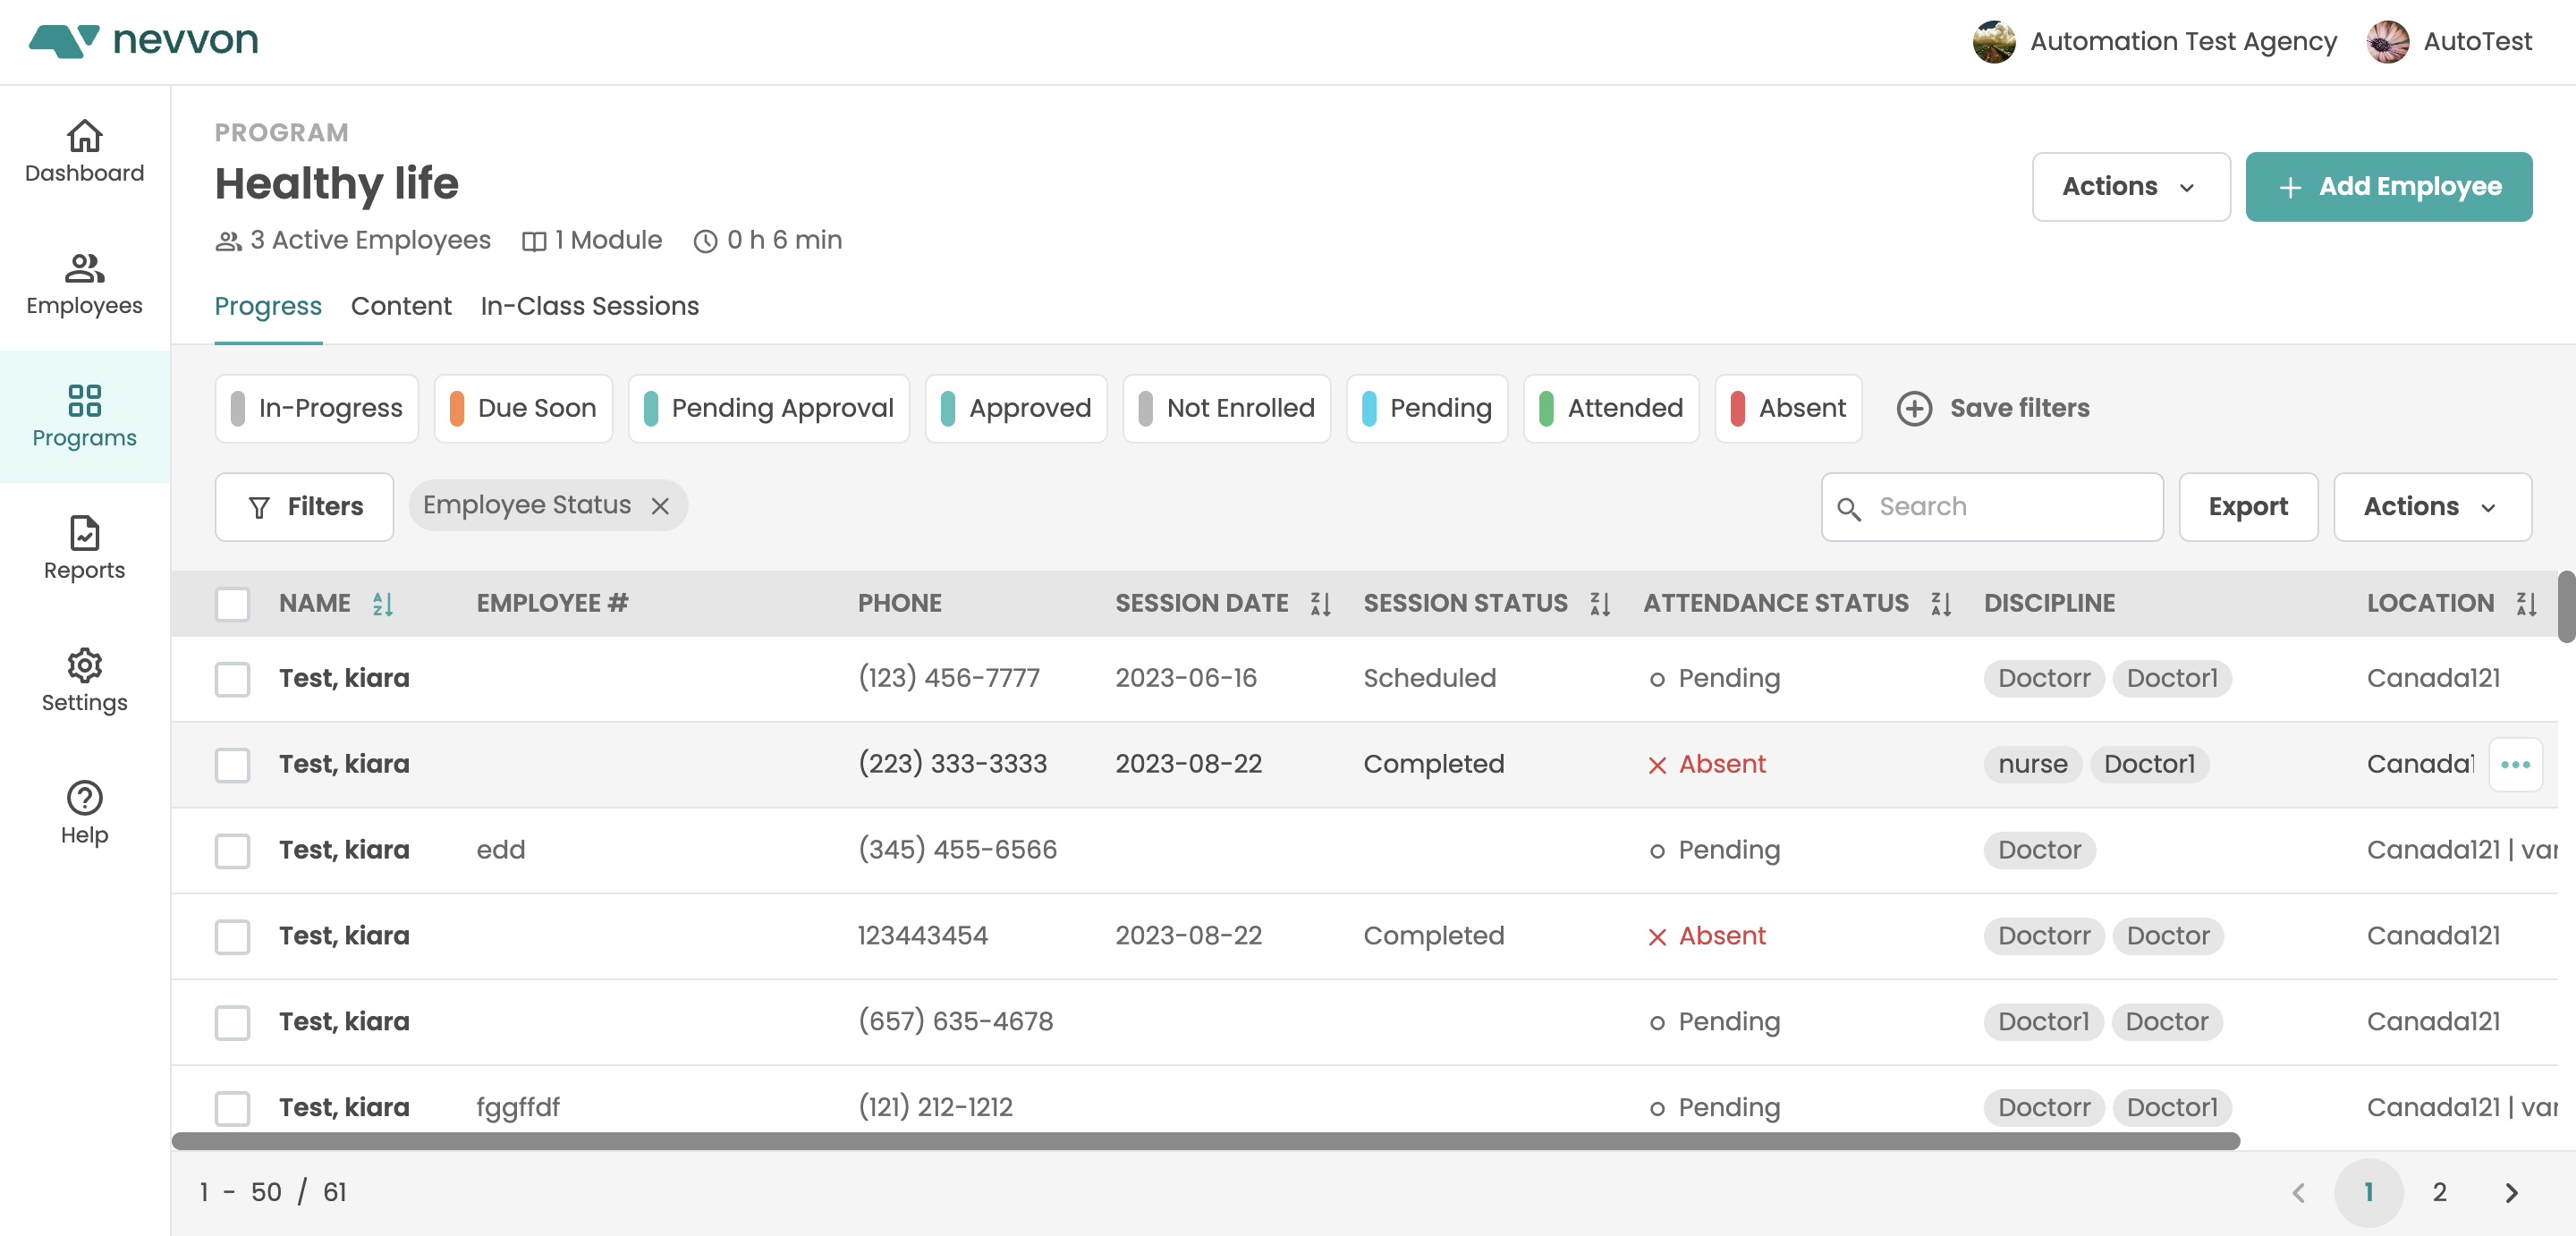 nevvon
Automation Test Agency
AutoTest
Dashboard
Employees
Programs
Reports
Settings
Help
PROGRAM
Healthy life
3 Active Employees 1 Module 0 h 6 min
Actions
Add Employee
Progress Content In-Class Sessions
In-Progress Due Soon Pending Approval Approved Not Enrolled Pending Attended Absent Save filters
Filters Employee Status Search Export Actions
NAME EMPLOYEE # PHONE SESSION DATE SESSION STATUS ATTENDANCE STATUS DISCIPLINE LOCATION
Test, kiara (123) 456-7777 2023-06-16 Scheduled Pending Doctorr Doctor1 Canada121
Test, kiara (223) 333-3333 2023-08-22 Completed Absent nurse Doctor1 Canada1
Test, kiara edd (345) 455-6566 Pending Doctor Canada121 |
Test, kiara 123443454 2023-08-22 Completed Absent Doctorr Doctor Canada121
Test, kiara (657) 635-4678 Pending Doctor1 Doctor Canada121
Test, kiara fggffdf (121) 212-1212 Pending Doctorr Doctor1 Canada121 |
1 - 50 / 61
1 2